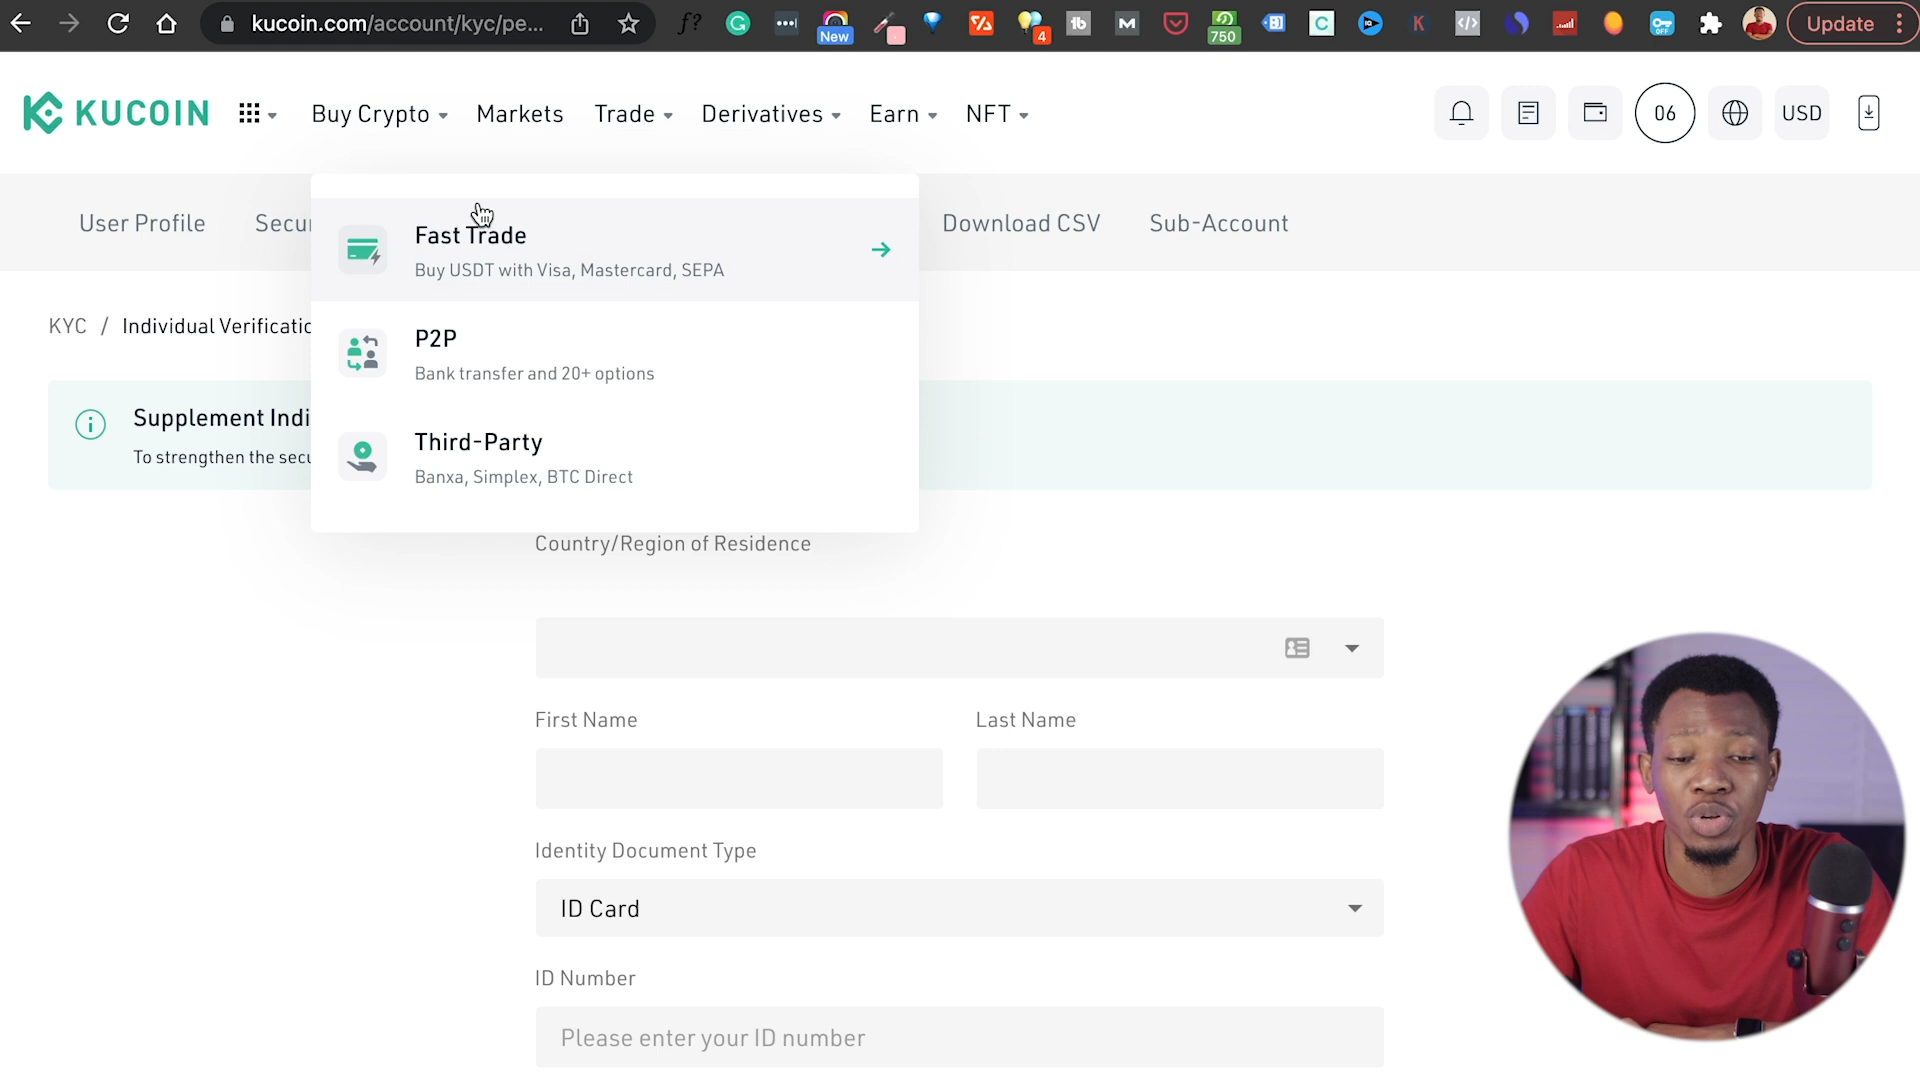 kucoin.com/account/kyc/pe...
f?
New
4
tb
M
750
C
K
</>
OFF
Update
KUCOIN
Buy Crypto
Markets
Trade
Derivatives
Earn
NFT
06
USD
User Profile
Secu
Download CSV
Sub-Account
Fast Trade
Buy USDT with Visa, Mastercard, SEPA
P2P
Bank transfer and 20+ options
Third-Party
Banxa, Simplex, BTC Direct
KYC / Individual Verificatio
Supplement Indi
To strengthen the secu
Country/Region of Residence
First Name
Last Name
Identity Document Type
ID Card
ID Number
Please enter your ID number